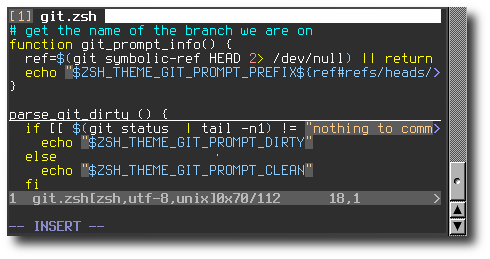 [1] git.zsh
# get the name of the branch we are on
function git_prompt_info() {
  ref=$(git symbolic-ref HEAD 2> /dev/null) || return
  echo "$ZSH_THEME_GIT_PROMPT_PREFIX${ref#refs/heads/>
}

parse_git_dirty () {
  if [[ $(git status  | tail -n1) != "nothing to comm>
    echo "$ZSH_THEME_GIT_PROMPT_DIRTY"
  else
    echo "$ZSH_THEME_GIT_PROMPT_CLEAN"
  fi
1  git.zsh[zsh,utf-8,unix]0x70/112      18,1      >
-- INSERT --